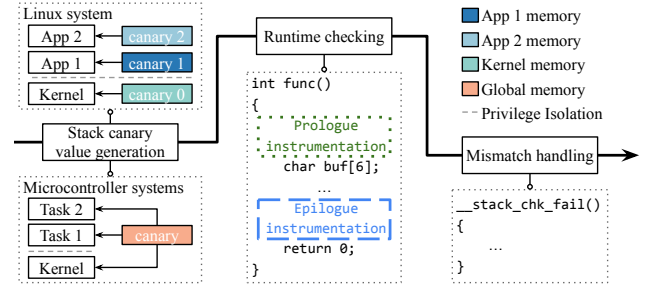 Linux system
App 2
canary 2
App 1
canary 1
Kernel
canary 0
Stack canary
value generation
Microcontroller systems
Task 2
Task 1
canary
Kernel
Runtime checking
int func()
{
Prologue
instrumentation
char buf[6];
…
Epilogue
instrumentation
return 0;
}
App 1 memory
App 2 memory
Kernel memory
Global memory
Privilege Isolation
Mismatch handling
__stack_chk_fail()
{
…
}